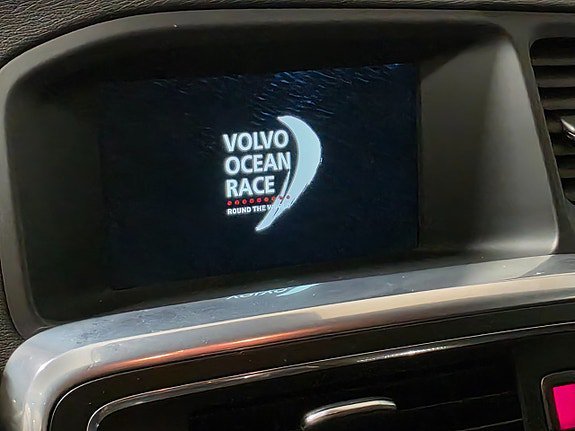 VOLVO
OCEAN
RACE
ROUND THE